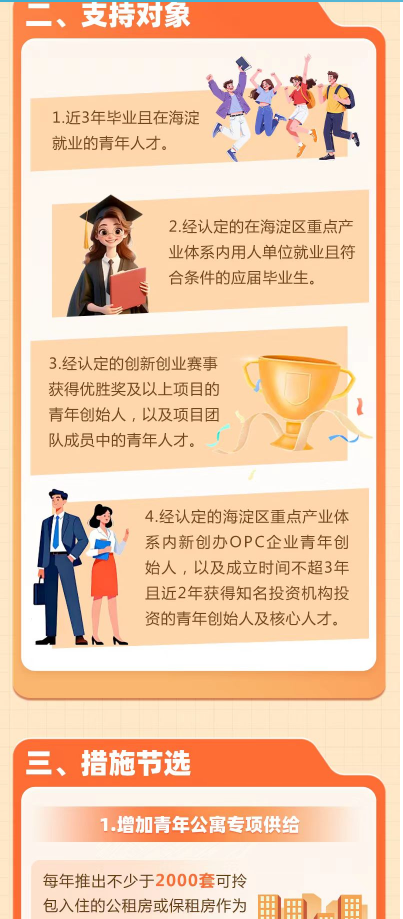 二、支持对象
1.近3年毕业且在海淀
就业的青年人才。
2.经认定的在海淀区重点产
业体系内用人单位就业且符
合条件的应届毕业生。
3.经认定的创新创业赛事
获得优胜奖及以上项目的
青年创始人，以及项目团
队成员中的青年人才。
4.经认定的海淀区重点产业体
系内新创办OPC企业青年创
始人，以及成立时间不超3年
且近2年获得知名投资机构投
资的青年创始人及核心人才。
三、措施节选
1.增加青年公寓专项供给
每年推出不少于2000套可拎
包入住的公租房或保租房作为